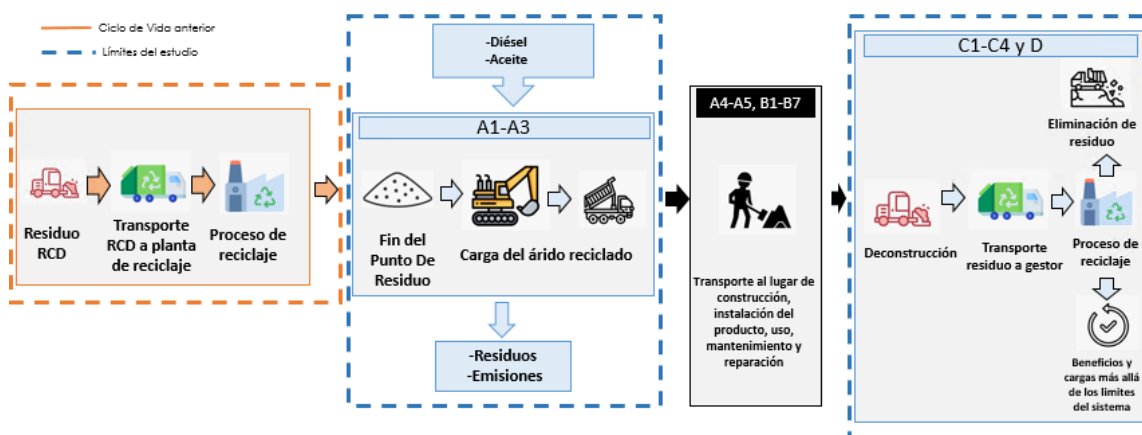 Ciclo de Vida anterior
Límites del estudio
Residuo
RCD
Transporte
RCD a planta
de reciclaje
Proceso de
reciclaje
-Diésel
-Aceite
A1-A3
Fin del
Punto De
Residuo
Carga del árido reciclado
-Residuos
-Emisiones
A4-A5, B1-B7
Transporte al lugar de
construcción,
instalación del
producto, uso,
mantenimiento y
reparación
C1-C4 y D
Eliminación de
residuo
Deconstrucción
Transporte
residuo a gestor
Proceso de
reciclaje
Beneficios y
cargas más allá
de los limites
del sistema